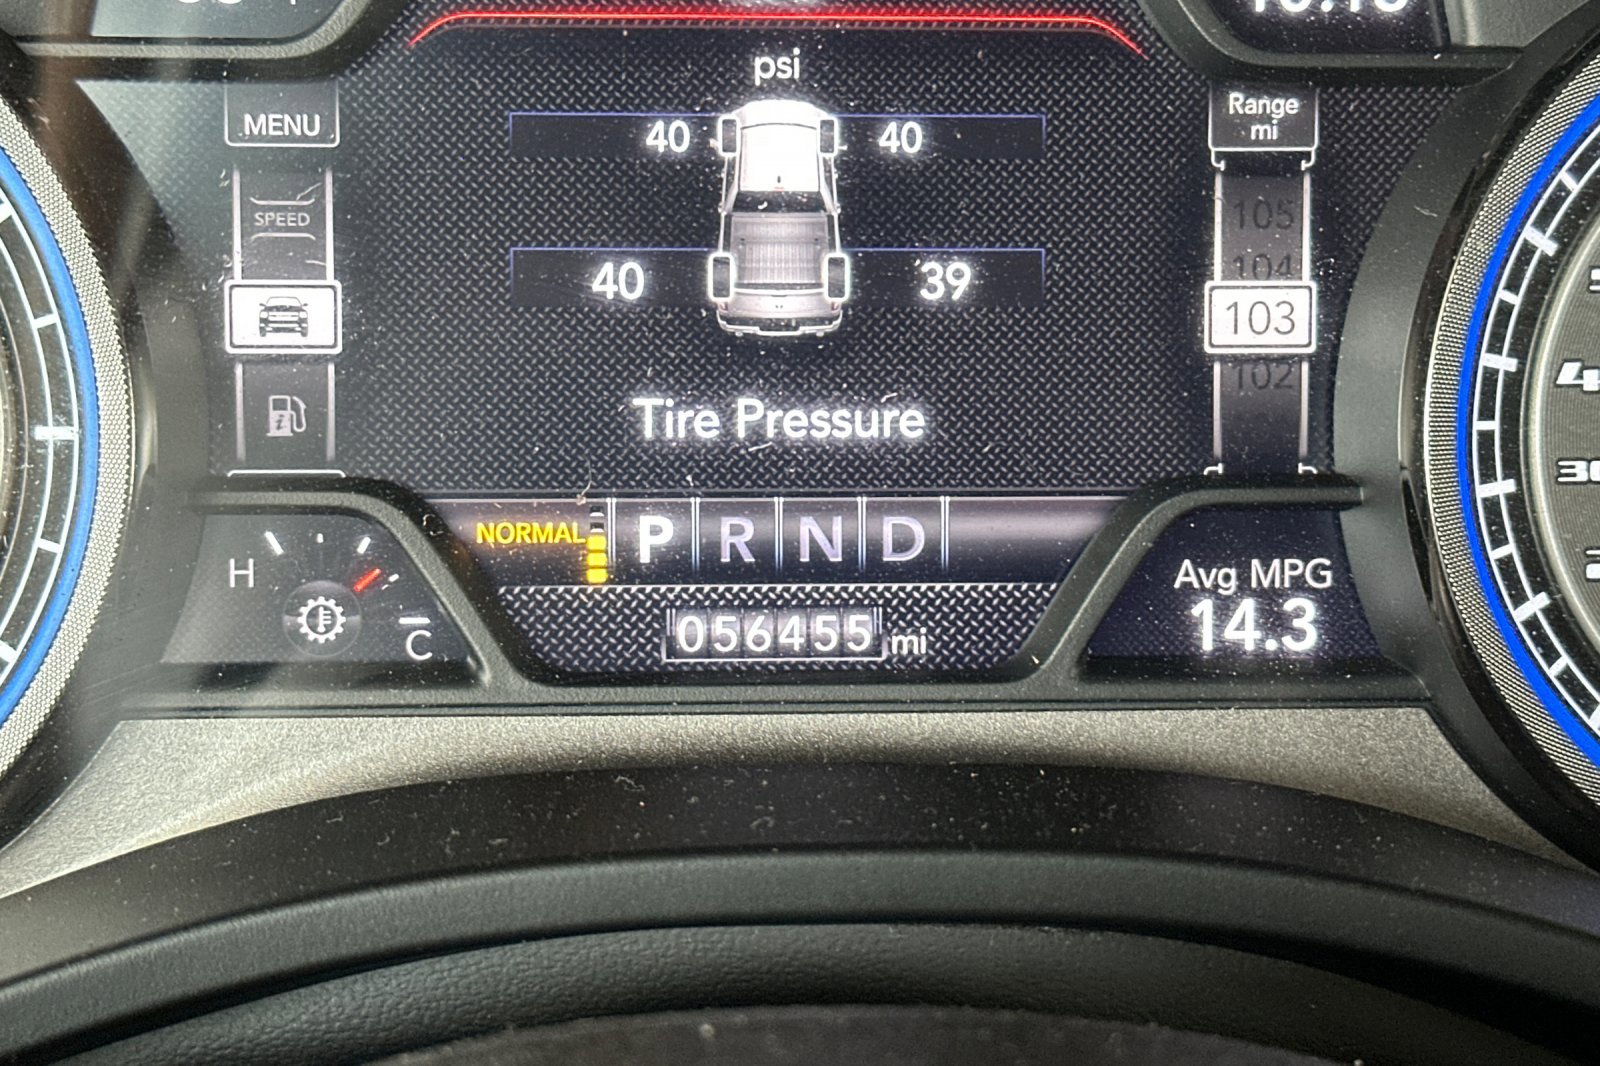 psi
MENU
40 40
Range
mi
SPEED
105
104
40 39
103
102
Tire Pressure
NORMAL P R N D
H
C
056455 mi
Avg MPG
14.3